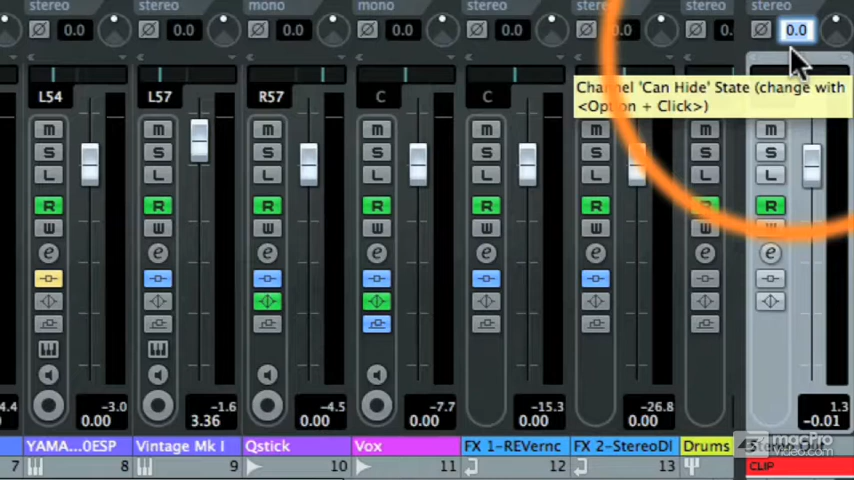 mono mono stereo stereo stereo
0.0 0.0 0.0 0.0 0.0 0.0 0.0 0.0
Channel 'Can Hide' State (change with
<Option + Click>)
L54 L57 R57 C C
m m m m m m m m
S S S S S S S S
L L L L L L L L
R R R R R R R R
W W W W W W W W
e e e e e e e e
4.4 -3.0 -1.6 -4.5 -7.7 -15.3 -26.8 1.3
0.00 3.36 0.00 0.00 0.00 0.00 -0.01
YAMA...0ESP Vintage Mk I Qstick Vox FX 1-REVernc FX 2-StereoDl Drums Stereo Out
7 8 9 10 11 12 13 CLIP
macPro
video.com